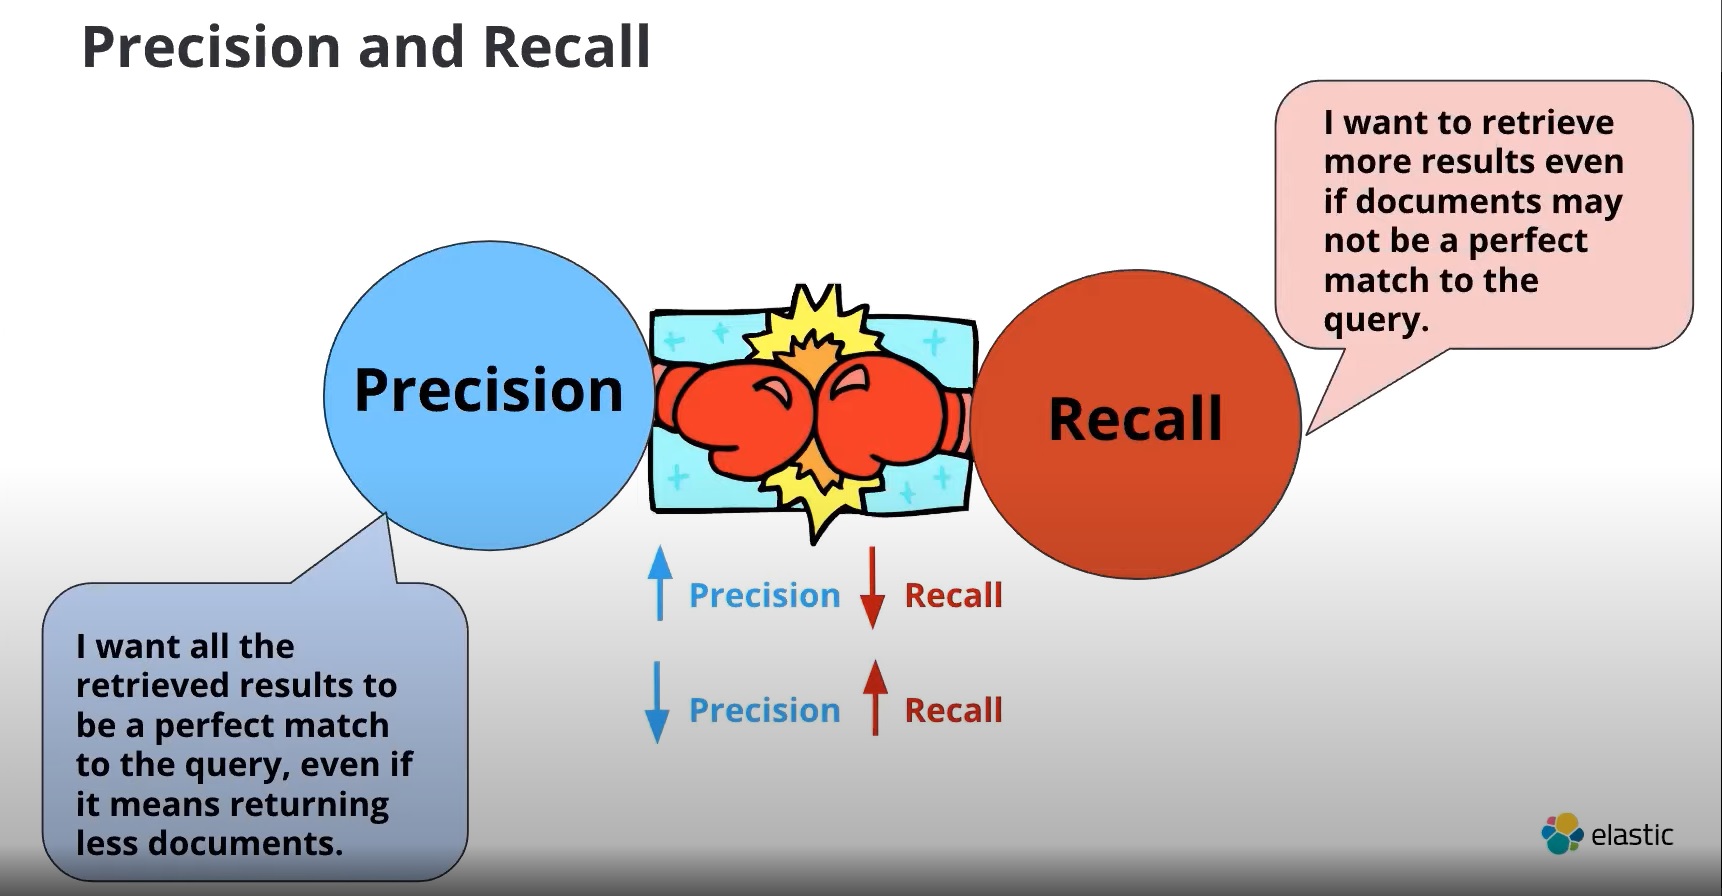 Precision and Recall
I want to retrieve
more results even
if documents may
not be a perfect
match to the
query.
Precision
Recall
Precision Recall
Precision Recall
I want all the
retrieved results to
be a perfect match
to the query, even if
it means returning
less documents.
elastic